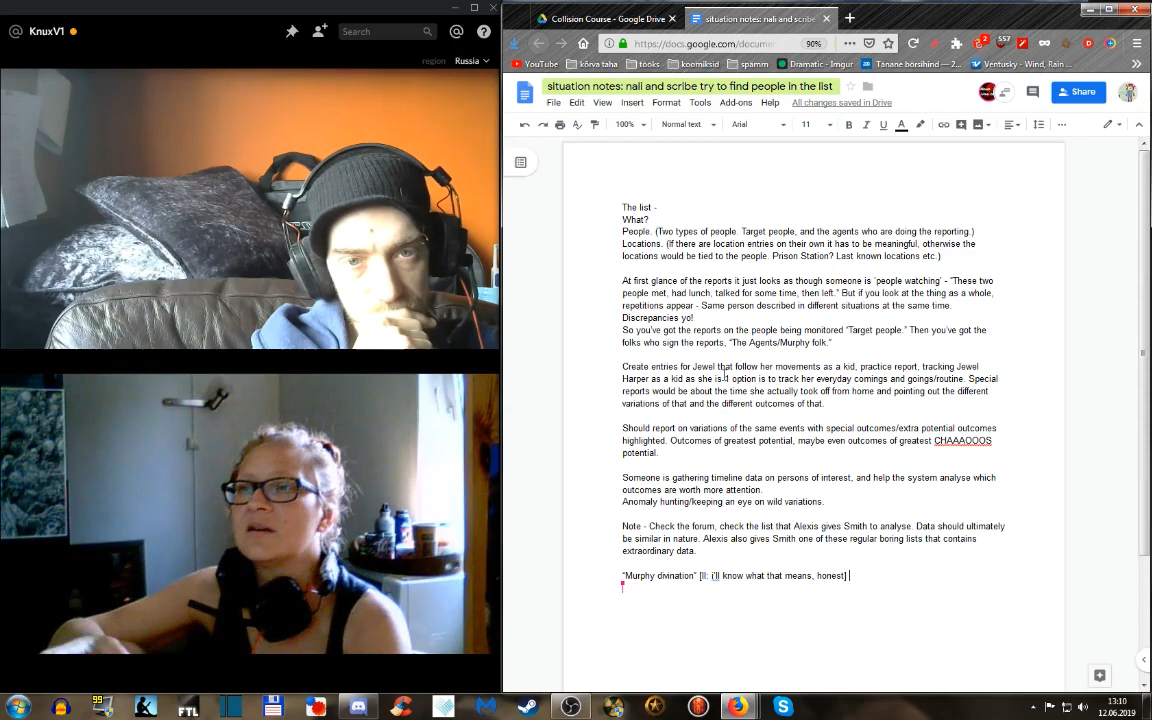 KnuxV1
Search
region Russia
Collision Course - Google Drive
situation notes: nali and scribe
https://docs.google.com/docume
90%
2
557
YouTube
kõrva taha
tööks
koomiksid
spämm
Dramatic - Imgur
Tänane börsihind — 2...
Ventusky - Wind, Rain ...
situation notes: nali and scribe try to find people in the list
File Edit View Insert Format Tools Add-ons Help All changes saved in Drive
Share
100% Normal text Arial 11 B I U A
The list -
What?
People. (Two types of people. Target people, and the agents who are doing the reporting.)
Locations. (If there are location entries on their own it has to be meaningful, otherwise the
locations would be tied to the people. Prison Station? Last known locations etc.)
At first glance of the reports it just looks as though someone is ‘people watching’ - “These two
people met, had lunch, talked for some time, then left.” But if you look at the thing as a whole,
repetitions appear - Same person described in different situations at the same time.
Discrepancies yo!
So you’ve got the reports on the people being monitored “Target people.” Then you’ve got the
folks who sign the reports, “The Agents/Murphy folk.”
Create entries for Jewel that follow her movements as a kid, practice report, tracking Jewel
Harper as a kid as she is-1 option is to track her everyday comings and goings/routine. Special
reports would be about the time she actually took off from home and pointing out the different
variations of that and the different outcomes of that.
Should report on variations of the same events with special outcomes/extra potential outcomes
highlighted. Outcomes of greatest potential, maybe even outcomes of greatest CHAAAOOOS
potential.
Someone is gathering timeline data on persons of interest, and help the system analyse which
outcomes are worth more attention.
Anomaly hunting/keeping an eye on wild variations.
Note - Check the forum, check the list that Alexis gives Smith to analyse. Data should ultimately
be similar in nature. Alexis also gives Smith one of these regular boring lists that contains
extraordinary data.
“Murphy divination” [ll: i’ll know what that means, honest]
99
FTL
13:10
12.06.2019